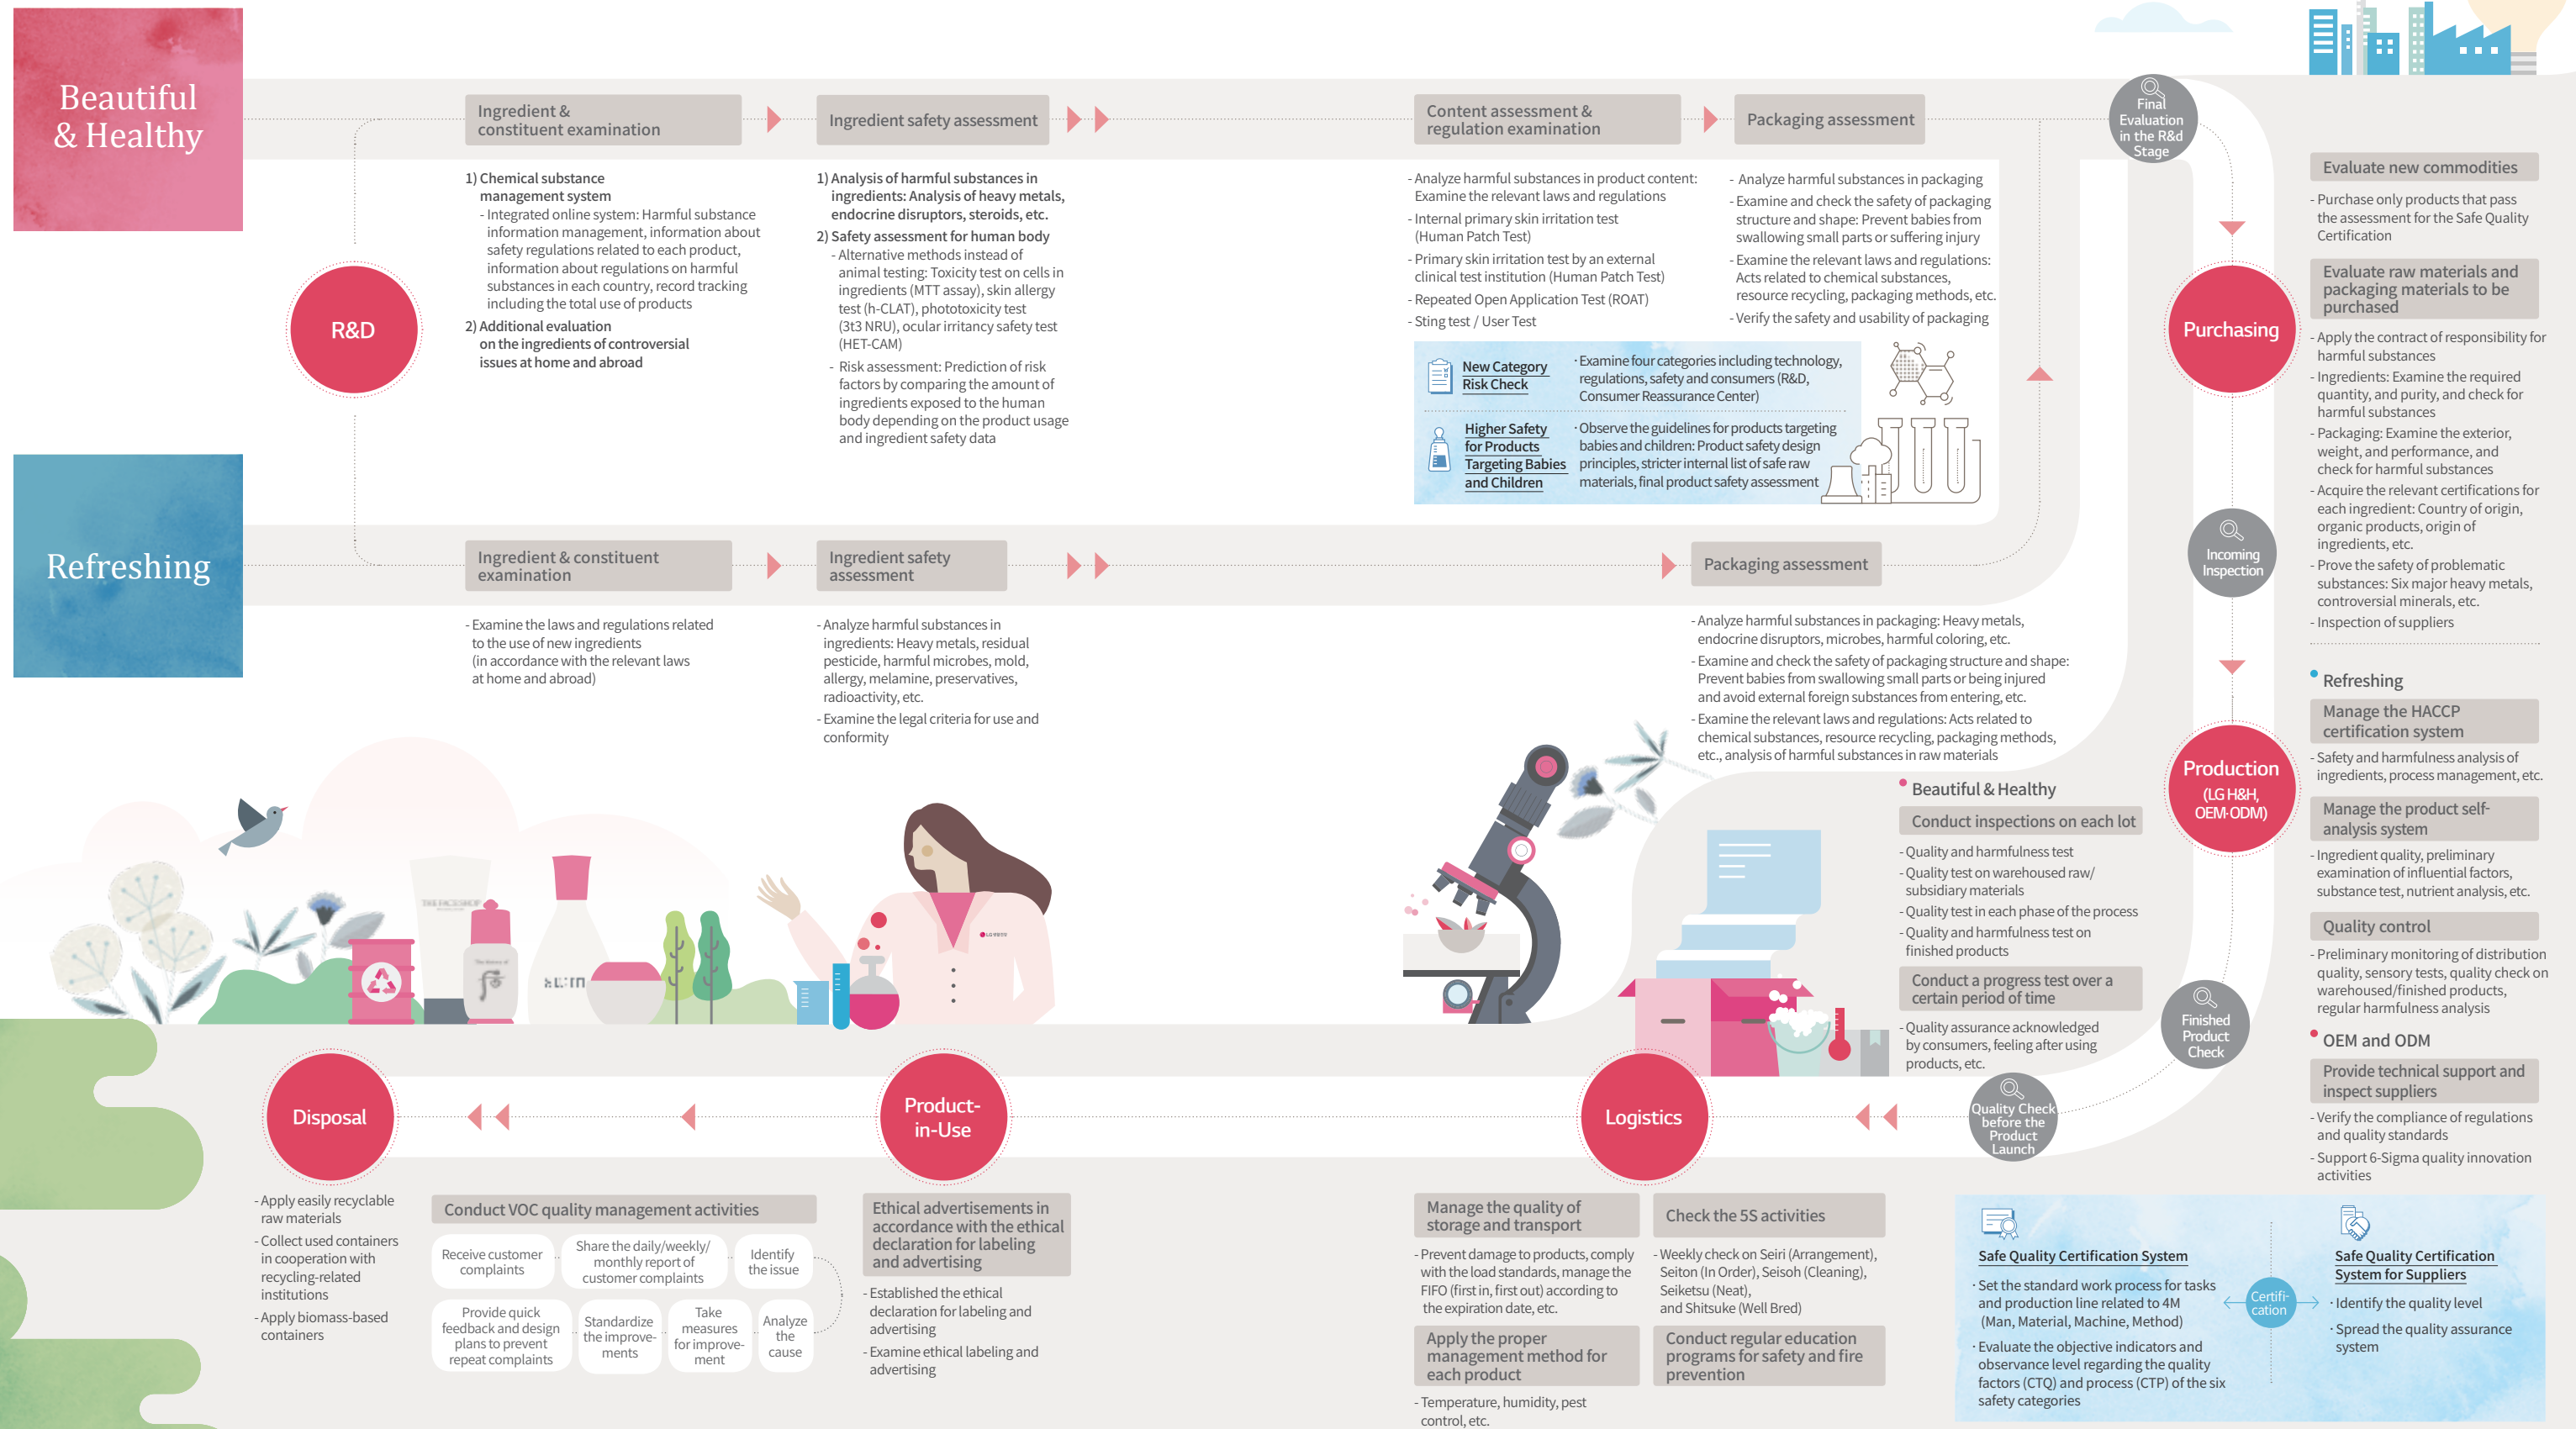 Beautiful
& Healthy
Ingredient &
constituent examination
Ingredient safety assessment
Content assessment &
regulation examination
Packaging assessment
Final
Evaluation
in the R&d
Stage
1) Chemical substance
management system
- Integrated online system: Harmful substance
information management, information about
safety regulations related to each product,
information about regulations on harmful
substances in each country, record tracking
including the total use of products
2) Additional evaluation
on the ingredients of controversial
issues at home and abroad
1) Analysis of harmful substances in
ingredients: Analysis of heavy metals,
endocrine disruptors, steroids, etc.
2) Safety assessment for human body
- Alternative methods instead of
animal testing: Toxicity test on cells in
ingredients (MTT assay), skin allergy
test (h-CLAT), phototoxicity test
(3t3 NRU), ocular irritancy safety test
(HET-CAM)
- Risk assessment: Prediction of risk
factors by comparing the amount of
ingredients exposed to the human
body depending on the product usage
and ingredient safety data
- Analyze harmful substances in product content:
Examine the relevant laws and regulations
- Internal primary skin irritation test
(Human Patch Test)
- Primary skin irritation test by an external
clinical test institution (Human Patch Test)
- Repeated Open Application Test (ROAT)
- Sting test / User Test
- Analyze harmful substances in packaging
- Examine and check the safety of packaging
structure and shape: Prevent babies from
swallowing small parts or suffering injury
- Examine the relevant laws and regulations:
Acts related to chemical substances,
resource recycling, packaging methods, etc.
- Verify the safety and usability of packaging
New Category
Risk Check
· Examine four categories including technology,
regulations, safety and consumers (R&D,
Consumer Reassurance Center)
Higher Safety
for Products
Targeting Babies
and Children
· Observe the guidelines for products targeting
babies and children: Product safety design
principles, stricter internal list of safe raw
materials, final product safety assessment
R&D
Refreshing
Ingredient & constituent
examination
Ingredient safety
assessment
Packaging assessment
- Examine the laws and regulations related
to the use of new ingredients
(in accordance with the relevant laws
at home and abroad)
- Analyze harmful substances in
ingredients: Heavy metals, residual
pesticide, harmful microbes, mold,
allergy, melamine, preservatives,
radioactivity, etc.
- Examine the legal criteria for use and
conformity
- Analyze harmful substances in packaging: Heavy metals,
endocrine disruptors, microbes, harmful coloring, etc.
- Examine and check the safety of packaging structure and shape:
Prevent babies from swallowing small parts or being injured
and avoid external foreign substances from entering, etc.
- Examine the relevant laws and regulations: Acts related to
chemical substances, resource recycling, packaging methods,
etc., analysis of harmful substances in raw materials
Purchasing
Evaluate new commodities
- Purchase only products that pass
the assessment for the Safe Quality
Certification
Evaluate raw materials and
packaging materials to be
purchased
- Apply the contract of responsibility for
harmful substances
- Ingredients: Examine the required
quantity, and purity, and check for
harmful substances
- Packaging: Examine the exterior,
weight, and performance, and
check for harmful substances
- Acquire the relevant certifications for
each ingredient: Country of origin,
organic products, origin of
ingredients, etc.
- Prove the safety of problematic
substances: Six major heavy metals,
controversial minerals, etc.
- Inspection of suppliers
Incoming
Inspection
Production
(LG H&H,
OEM·ODM)
Refreshing
Manage the HACCP
certification system
- Safety and harmfulness analysis of
ingredients, process management, etc.
Manage the product self-
analysis system
- Ingredient quality, preliminary
examination of influential factors,
substance test, nutrient analysis, etc.
Quality control
- Preliminary monitoring of distribution
quality, sensory tests, quality check on
warehoused/finished products,
regular harmfulness analysis
OEM and ODM
Provide technical support and
inspect suppliers
- Verify the compliance of regulations
and quality standards
- Support 6-Sigma quality innovation
activities
Beautiful & Healthy
Conduct inspections on each lot
- Quality and harmfulness test
- Quality test on warehoused raw/
subsidiary materials
- Quality test in each phase of the process
- Quality and harmfulness test on
finished products
Conduct a progress test over a
certain period of time
- Quality assurance acknowledged
by consumers, feeling after using
products, etc.
Finished
Product
Check
Quality Check
before the
Product
Launch
THE FACE SHOP
Logistics
Manage the quality of
storage and transport
- Prevent damage to products, comply
with the load standards, manage the
FIFO (first in, first out) according to
the expiration date, etc.
Apply the proper
management method for
each product
- Temperature, humidity, pest
control, etc.
Check the 5S activities
- Weekly check on Seiri (Arrangement),
Seiton (In Order), Seisoh (Cleaning),
Seiketsu (Neat),
and Shitsuke (Well Bred)
Conduct regular education
programs for safety and fire
prevention
Product-
in-Use
Conduct VOC quality management activities
Receive customer
complaints
Share the daily/weekly/
monthly report of
customer complaints
Identify
the issue
Analyze
the
cause
Take
measures
for improve-
ment
Standardize
the improve-
ments
Provide quick
feedback and design
plans to prevent
repeat complaints
Ethical advertisements in
accordance with the ethical
declaration for labeling
and advertising
- Established the ethical
declaration for labeling and
advertising
- Examine ethical labeling and
advertising
Disposal
- Apply easily recyclable
raw materials
- Collect used containers
in cooperation with
recycling-related
institutions
- Apply biomass-based
containers
Safe Quality Certification System
· Set the standard work process for tasks
and production line related to 4M
(Man, Material, Machine, Method)
· Evaluate the objective indicators and
observance level regarding the quality
factors (CTQ) and process (CTP) of the six
safety categories
Certifi-
cation
Safe Quality Certification
System for Suppliers
· Identify the quality level
· Spread the quality assurance
system